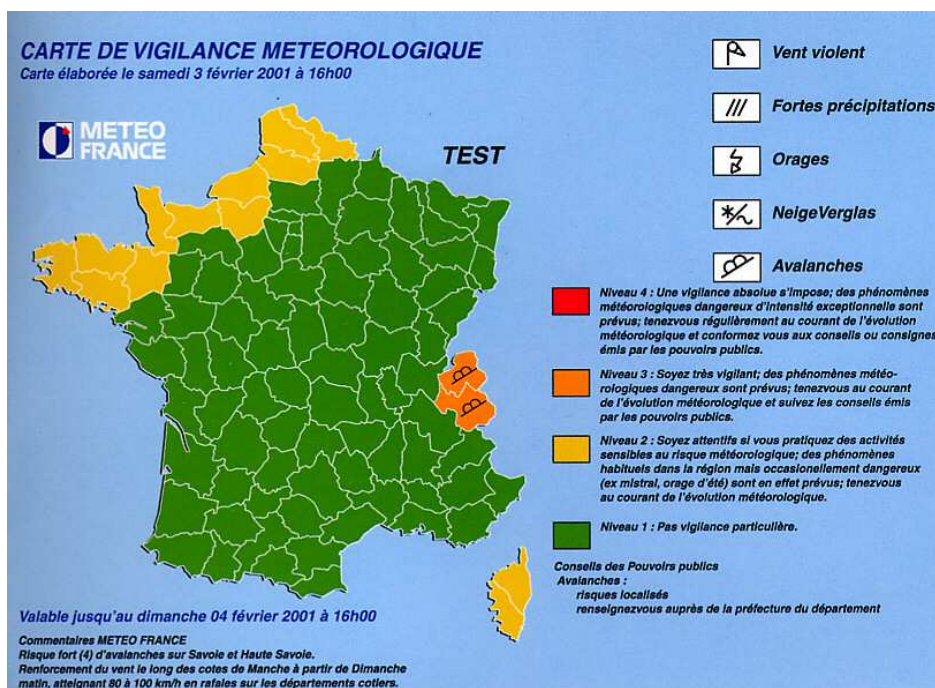 CARTE DE VIGILANCE METEOROLOGIQUE
Carte élaborée le samedi 3 février 2001 à 16h00
METEO
FRANCE
TEST
Vent violent
Fortes précipitations
Orages
NeigeVerglas
Avalanches
Niveau 4 : Une vigilance absolue s'impose; des phénomènes
météorologiques dangereux d'intensité exceptionnelle sont
prévus; tenezvous régulièrement au courant de l'évolution
météorologique et conformez vous aux conseils ou consignes
émis par les pouvoirs publics.
Niveau 3 : Soyez très vigilant; des phénomènes météo-
rologiques dangereux sont prévus; tenezvous au courant
de l'évolution météorologique et suivez les conseils émis
par les pouvoirs publics.
Niveau 2 : Soyez attentifs si vous pratiquez des activités
sensibles au risque météorologique; des phénomènes
habituels dans la région mais occasionellement dangereux
(ex mistral, orage d'été) sont en effet prévus; tenezvous
au courant de l'évolution météorologique.
Niveau 1 : Pas vigilance particulière.
Conseils des Pouvoirs publics
Avalanches :
risques localisés
renseignezvous auprès de la préfecture du département
Valable jusqu'au dimanche 04 février 2001 à 16h00
Commentaires METEO FRANCE
Risque fort (4) d'avalanches sur Savoie et Haute Savoie.
Renforcement du vent le long des cotes de Manche à partir de Dimanche
matin, atteignant 80 à 100 km/h en rafales sur les départements cotiers.